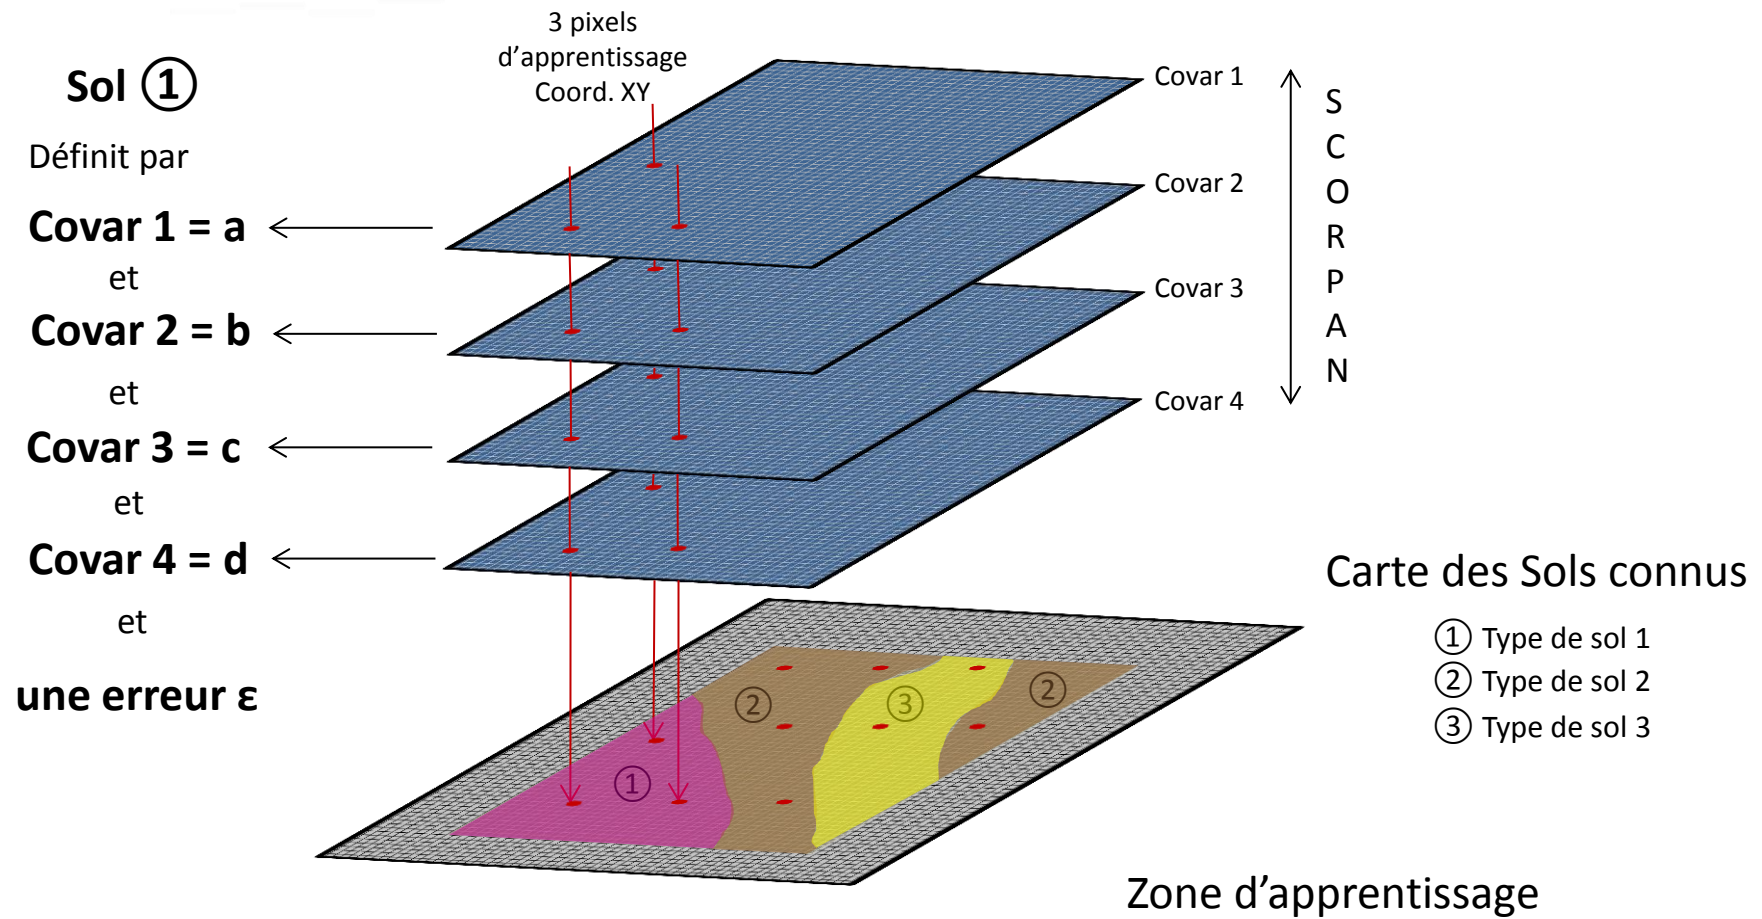 Sol ①
Définit par
Covar 1 = a
et
Covar 2 = b
et
Covar 3 = c
et
Covar 4 = d
et
une erreur ε
3 pixels
d’apprentissage
Coord. XY
Covar 1
Covar 2
Covar 3
Covar 4
S
C
O
R
P
A
N
①
②
③
②
Carte des Sols connus
① Type de sol 1
② Type de sol 2
③ Type de sol 3
Zone d’apprentissage